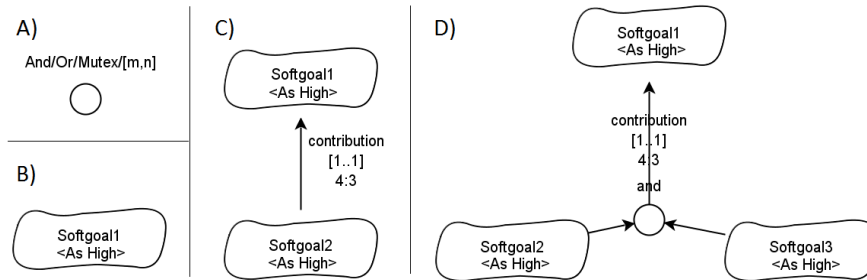 A)
And/Or/Mutex/[m,n]
B)
Softgoal1
<As High>
C)
Softgoal1
<As High>
contribution
[1..1]
4:3
Softgoal2
<As High>
D)
Softgoal1
<As High>
contribution
[1..1]
4:3
and
Softgoal2
<As High>
Softgoal3
<As High>